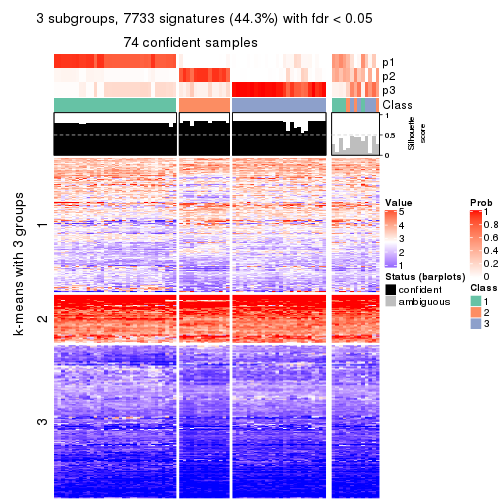 3 subgroups, 7733 signatures (44.3%) with fdr < 0.05
74 confident samples
p1
p2
p3
Class
1
0.5
0
Silhouette
score
k-means with 3 groups
1
2
3
Value
5
4
3
2
1
Status (barplots)
confident
ambiguous
Prob
1
0.8
0.6
0.4
0.2
0
Class
1
2
3